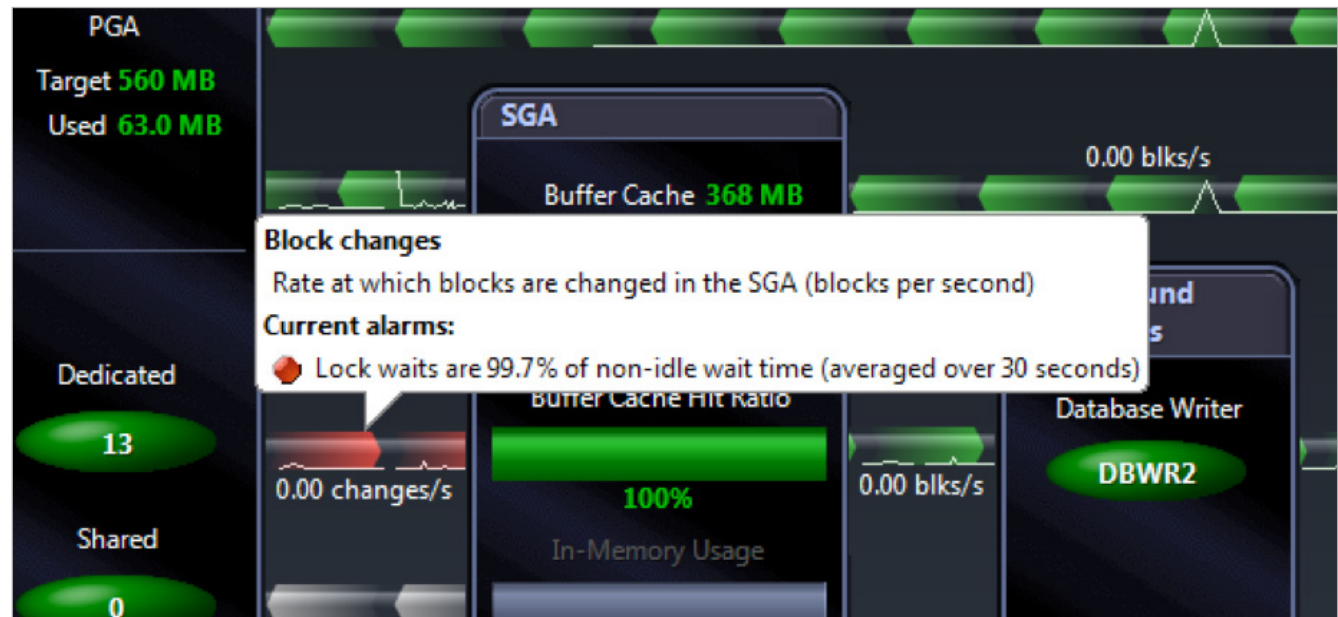 PGA
Target 560 MB
Used 63.0 MB
SGA
Buffer Cache 368 MB
0.00 blks/s
Block changes
Rate at which blocks are changed in the SGA (blocks per second)
Current alarms:
Lock waits are 99.7% of non-idle wait time (averaged over 30 seconds)
Dedicated
13
Shared
0
0.00 changes/s
Buffer Cache Hit Ratio
100%
In-Memory Usage
0.00 blks/s
Database Writer
DBWR2